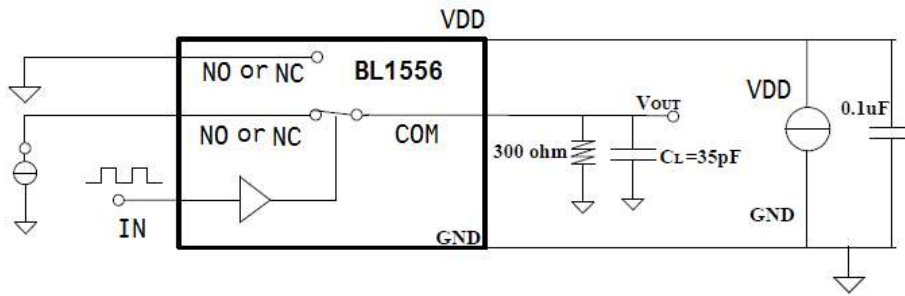 VDD
NO or NC
BL1556
VDD
VOUT
0.1uF
NO or NC
COM
300 ohm
CL=35pF
IN
GND
GND